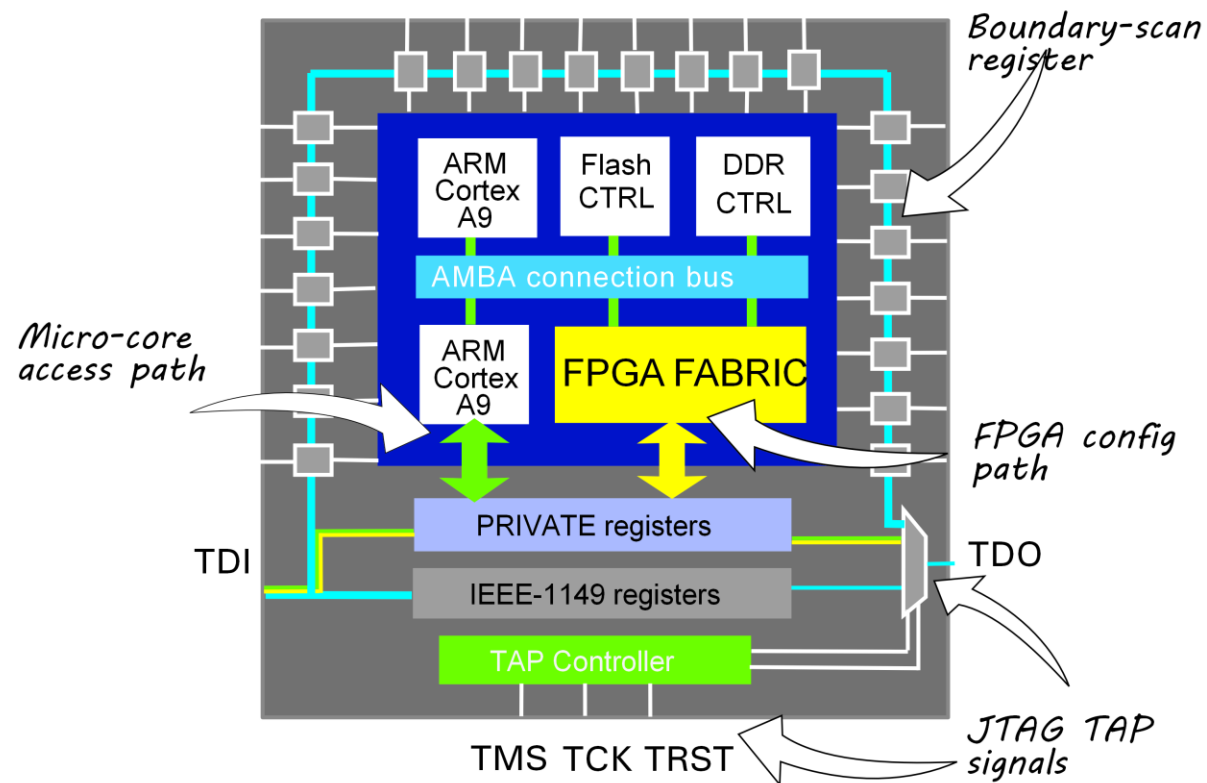 Boundary-scan
register
ARM
Cortex
A9
Flash
CTRL
DDR
CTRL
AMBA connection bus
Micro-core
access path
ARM
Cortex
A9
FPGA FABRIC
FPGA config
path
PRIVATE registers
TDI
TDO
IEEE-1149 registers
TAP Controller
JTAG TAP
signals
TMS TCK TRST